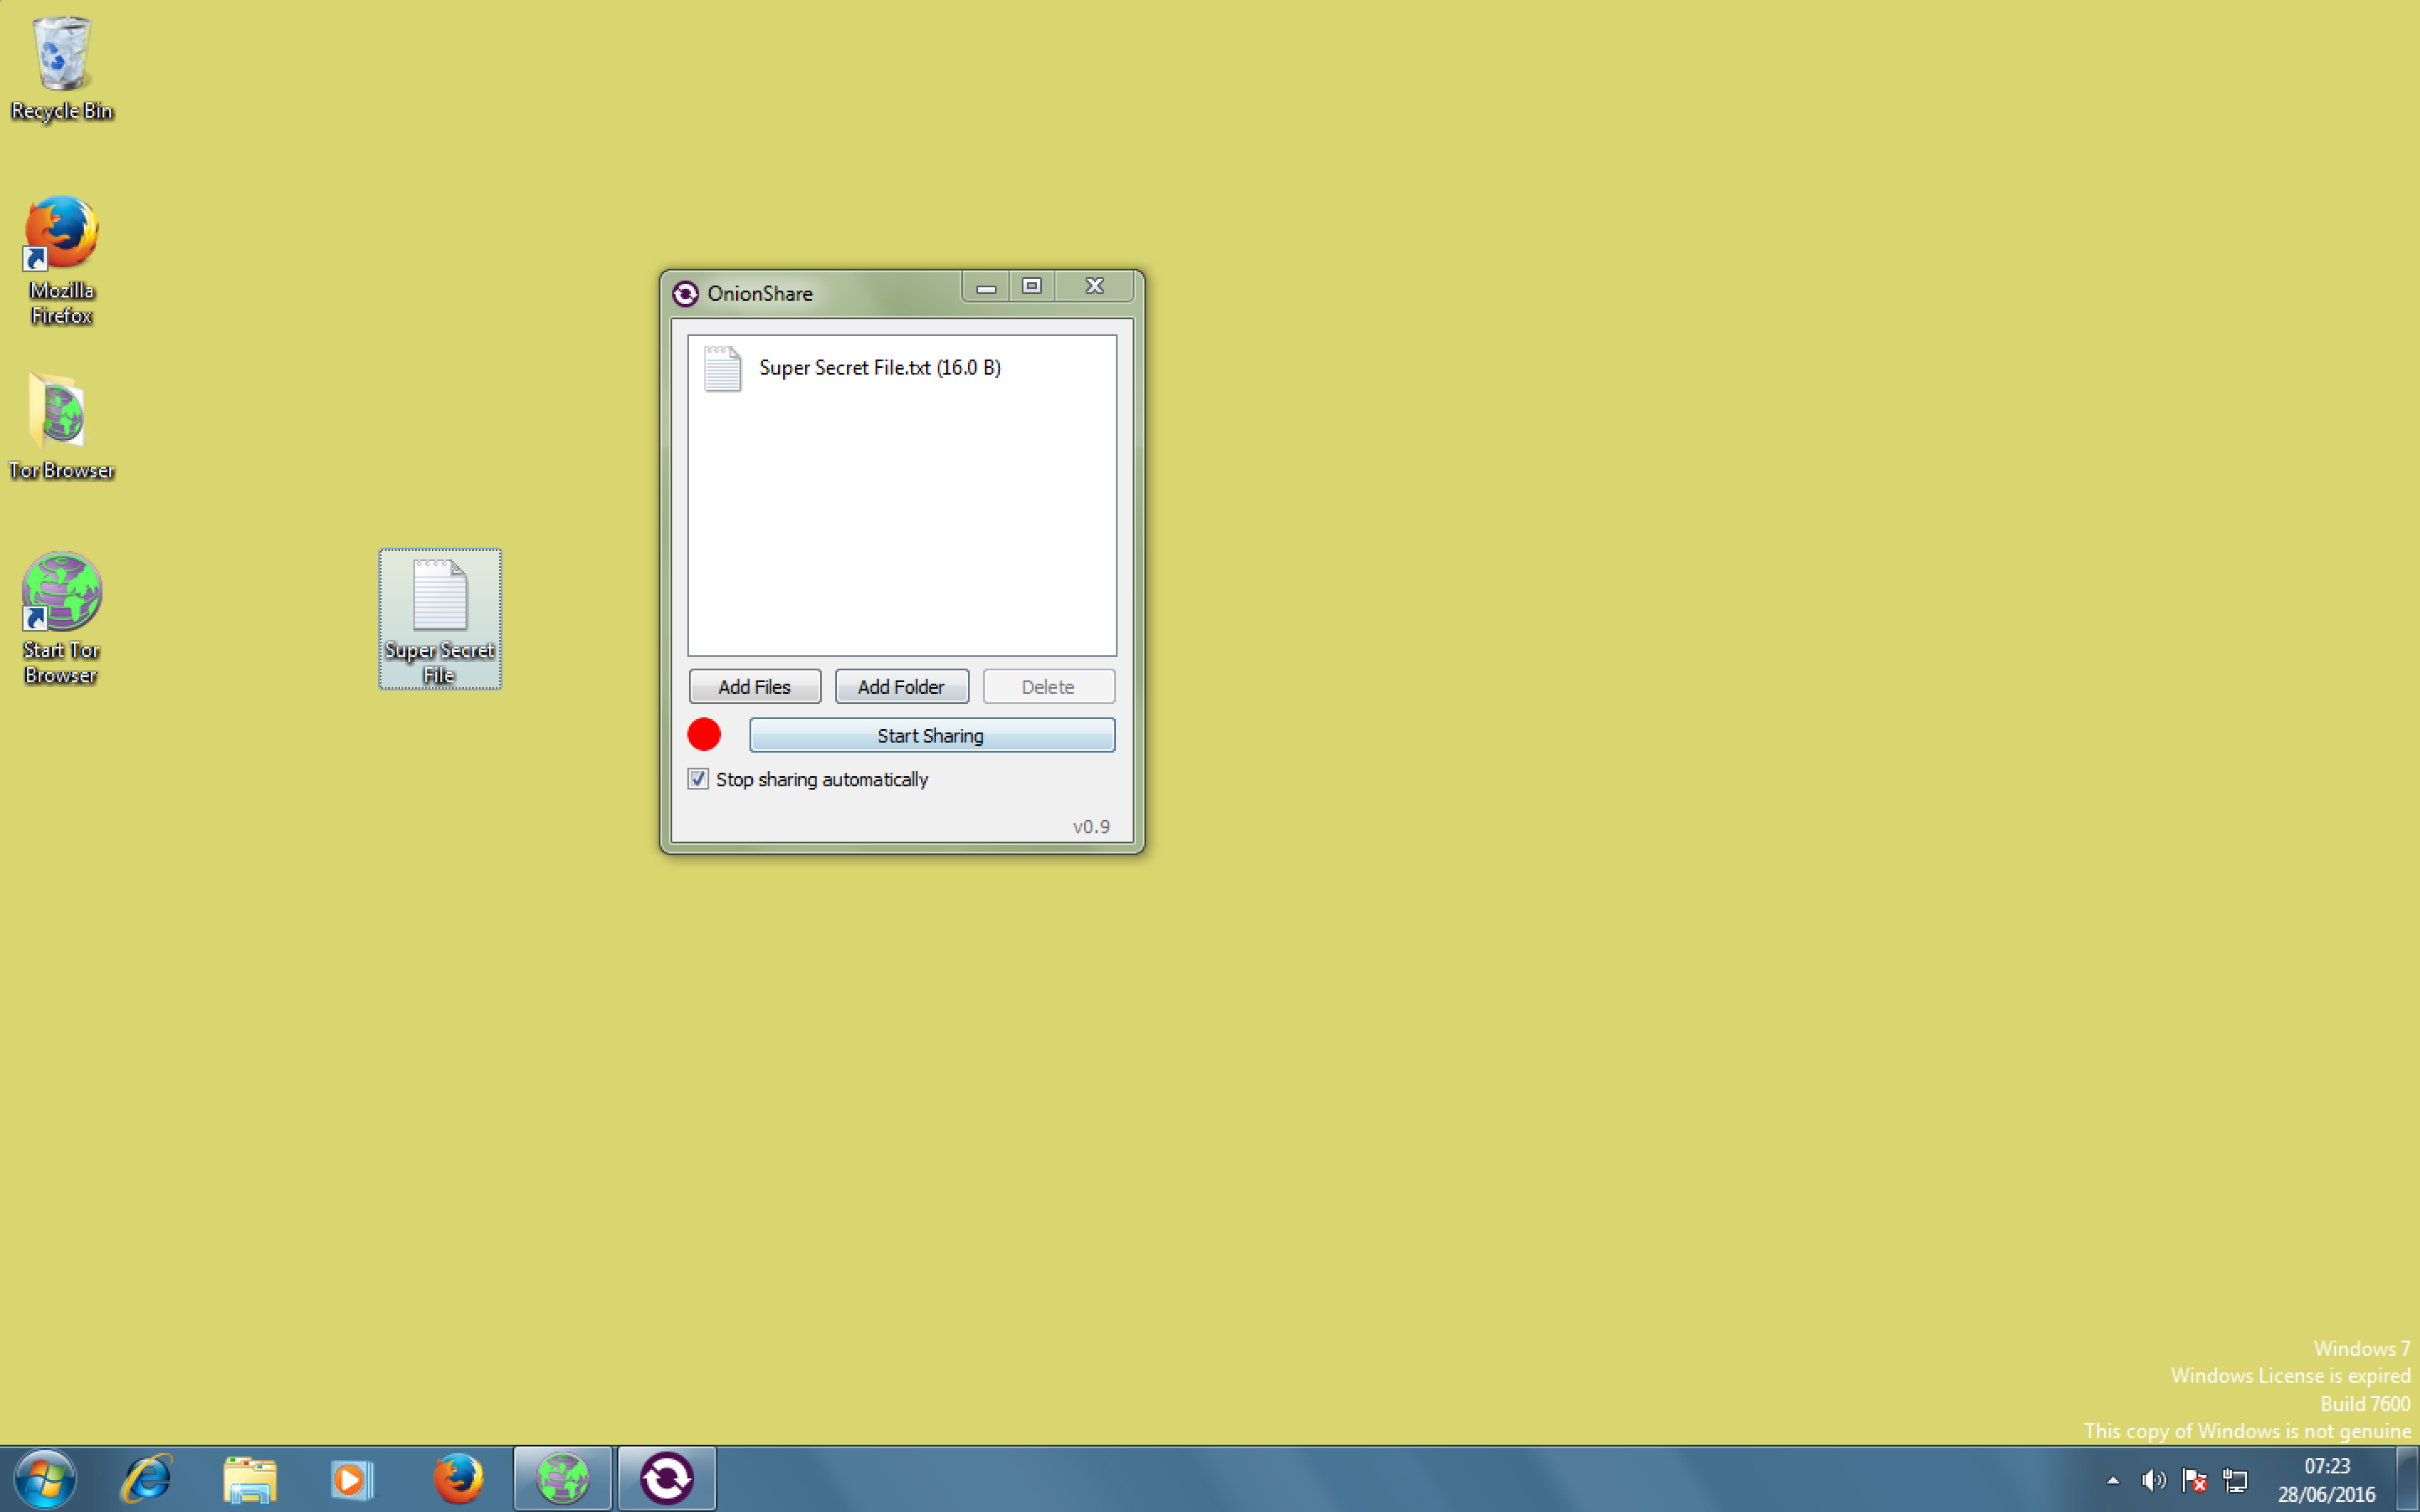 Recycle Bin
Mozilla
Firefox
Tor Browser
Start Tor
Browser
Super Secret
File
OnionShare
Super Secret File.txt (16.0 B)
Add Files
Add Folder
Delete
Start Sharing
Stop sharing automatically
v0.9
Windows 7
Windows License is expired
Build 7600
This copy of Windows is not genuine
07:23
28/06/2016